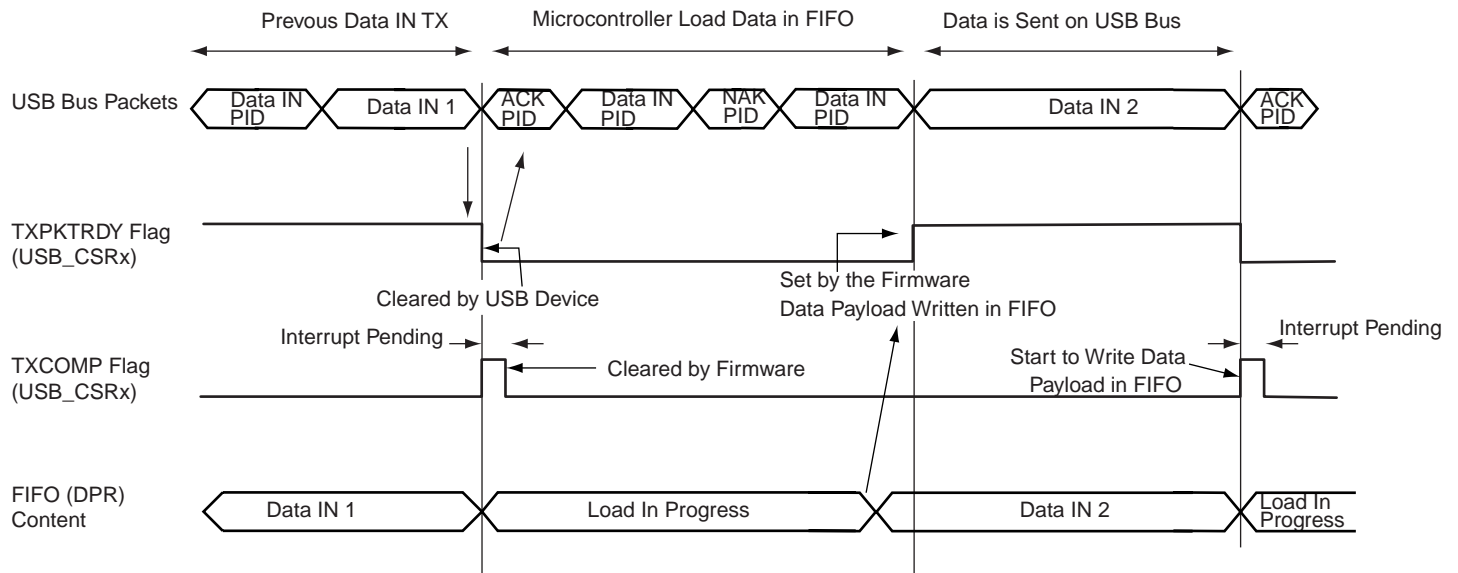 Prevous Data IN TX
Microcontroller Load Data in FIFO
Data is Sent on USB Bus
USB Bus Packets
Data IN
PID
Data IN 1
ACK
PID
Data IN
PID
NAK
PID
Data IN
PID
Data IN 2
ACK
PID
TXPKTRDY Flag
(USB_CSRx)
Cleared by USB Device
Set by the Firmware
Data Payload Written in FIFO
Interrupt Pending
Interrupt Pending
TXCOMP Flag
(USB_CSRx)
Cleared by Firmware
Start to Write Data
Payload in FIFO
FIFO (DPR)
Content
Data IN 1
Load In Progress
Data IN 2
Load In
Progress